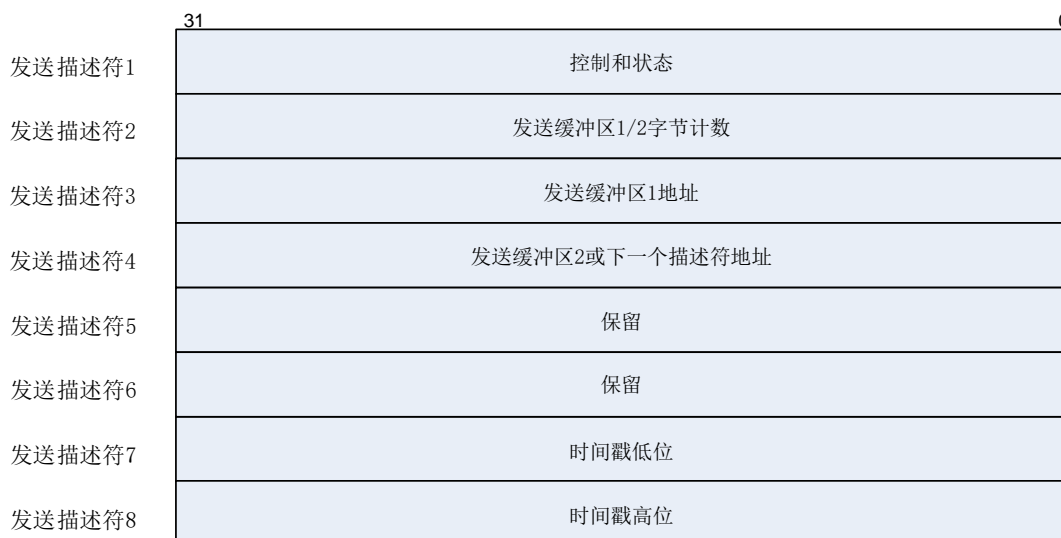 31
发送描述符1 控制和状态
发送描述符2 发送缓冲区1/2字节计数
发送描述符3 发送缓冲区1地址
发送描述符4 发送缓冲区2或下一个描述符地址
发送描述符5 保留
发送描述符6 保留
发送描述符7 时间戳低位
发送描述符8 时间戳高位